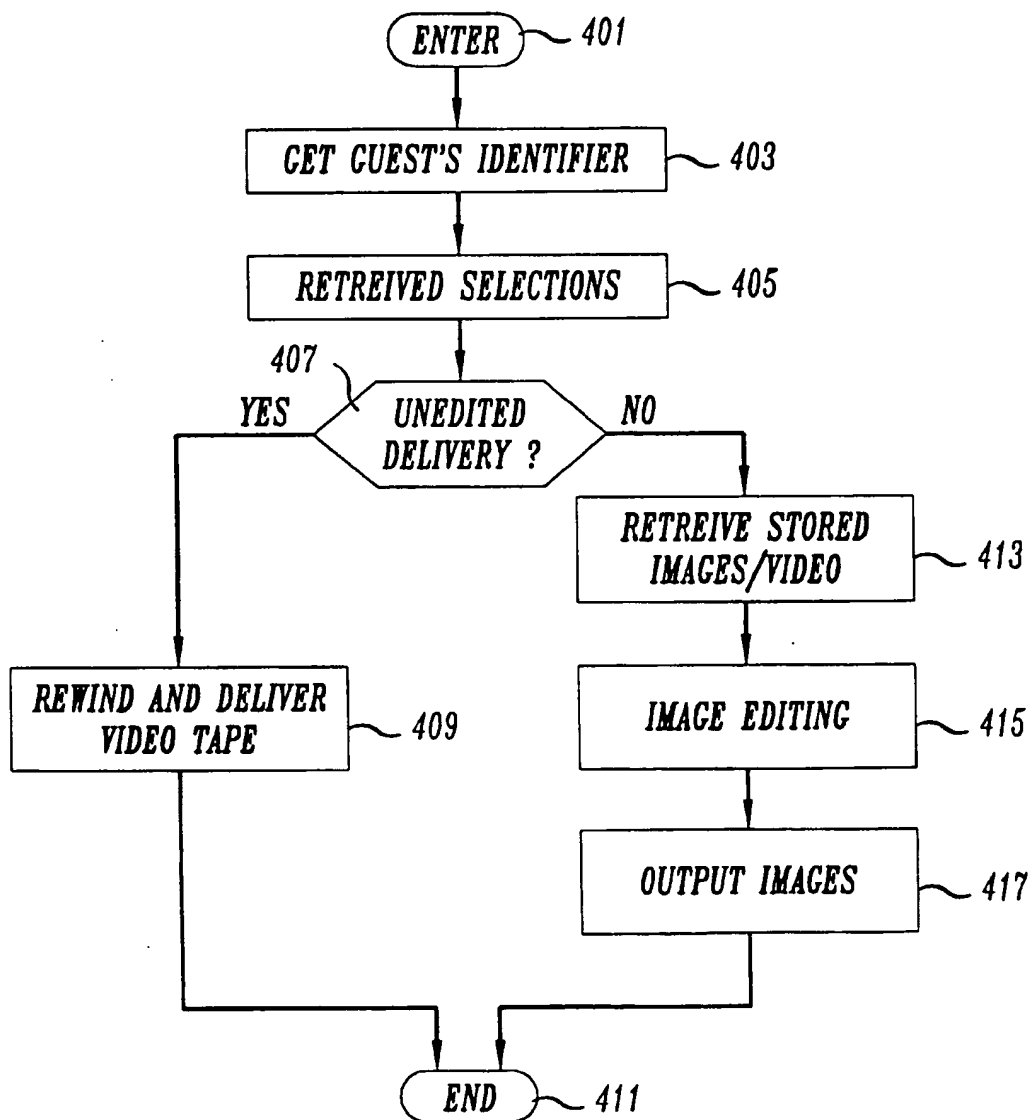 ENTER
401
GET GUEST'S IDENTIFIER
403
RETREIVED SELECTIONS
405
407
YES
UNEDITED
DELIVERY ?
NO
RETREIVE STORED
IMAGES/VIDEO
413
REWIND AND DELIVER
VIDEO TAPE
409
IMAGE EDITING
415
OUTPUT IMAGES
417
END
411